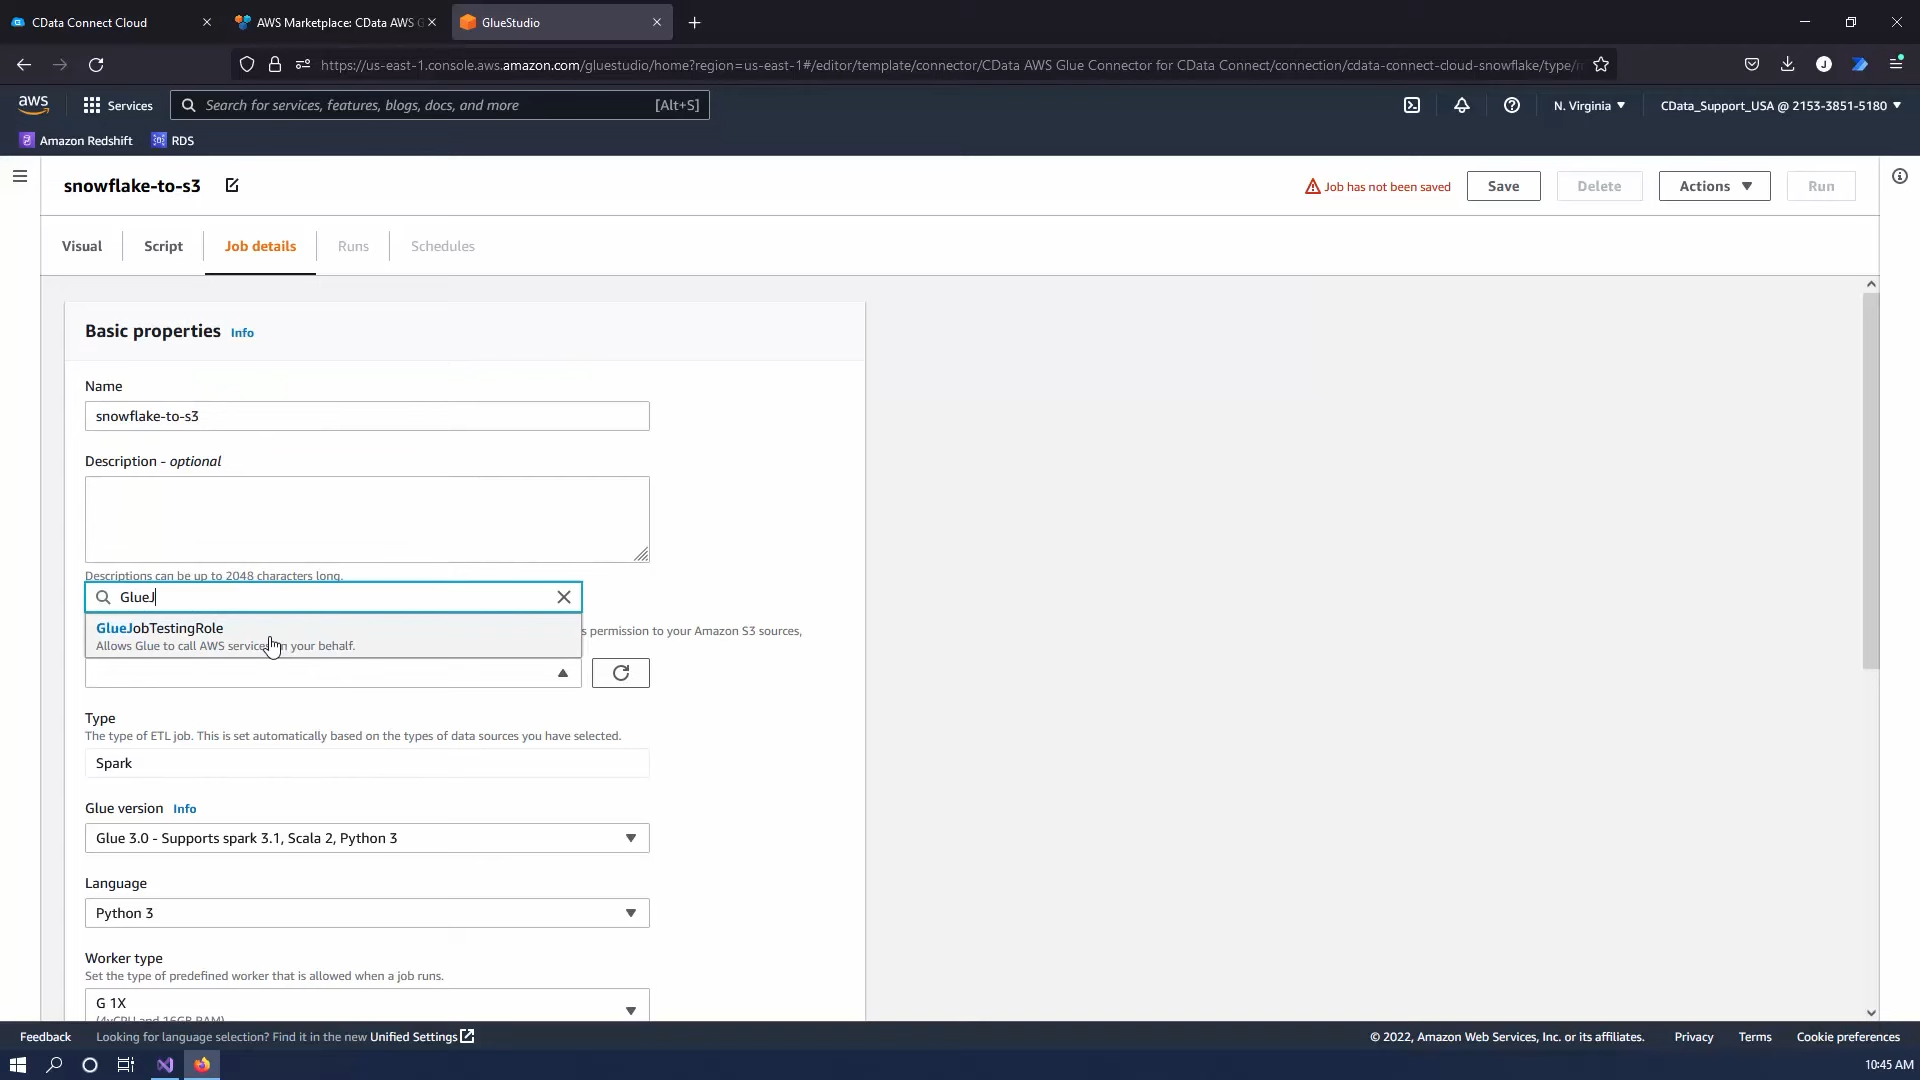 CData Connect Cloud
AWS Marketplace: CData AWS G
GlueStudio
https://us-east-1.console.aws.amazon.com/gluestudio/home?region=us-east-1#/editor/template/connector/CData AWS Glue Connector for CData Connect/connection/cdata-connect-cloud-snowflake/type/
J
aws
Services
Search for services, features, blogs, docs, and more
[Alt+S]
N. Virginia
CData_Support_USA @ 2153-3851-5180
Amazon Redshift
RDS
snowflake-to-s3
Job has not been saved
Save
Delete
Actions
Run
Visual
Script
Job details
Runs
Schedules
Basic properties Info
Name
snowflake-to-s3
Description - optional
Descriptions can be up to 2048 characters long.
GlueJ
GlueJobTestingRole
s permission to your Amazon S3 sources,
Allows Glue to call AWS services your behalf.
Type
The type of ETL job. This is set automatically based on the types of data sources you have selected.
Spark
Glue version Info
Glue 3.0 - Supports spark 3.1, Scala 2, Python 3
Language
Python 3
Worker type
Set the type of predefined worker that is allowed when a job runs.
G 1X
Feedback
Looking for language selection? Find it in the new Unified Settings
© 2022, Amazon Web Services, Inc. or its affiliates.
Privacy
Terms
Cookie preferences
10:45 AM